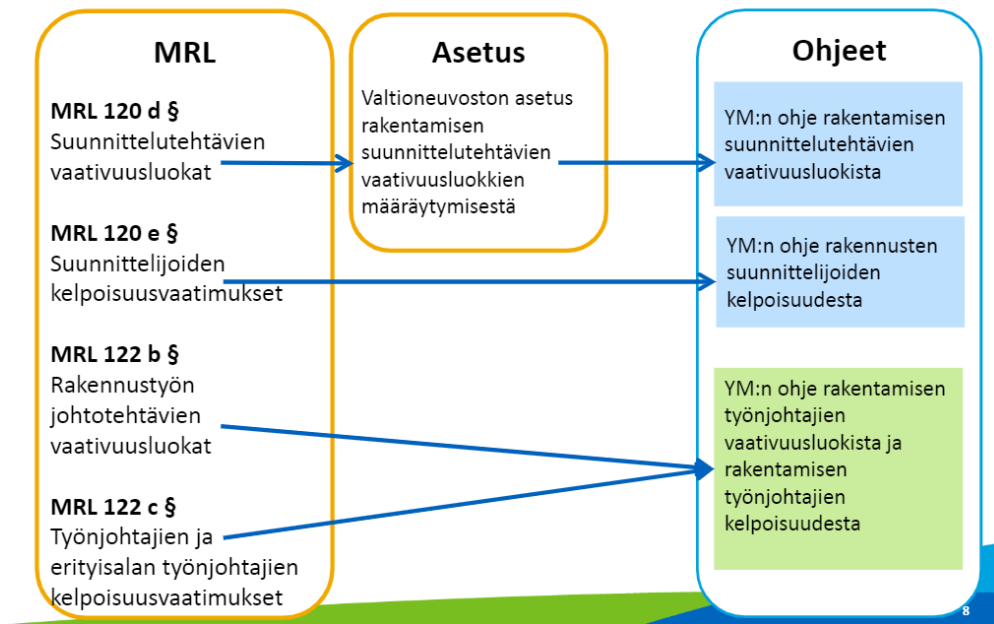 MRL
MRL 120 d §
Suunnittelutehtävien
vaativuusluokat
MRL 120 e §
Suunnittelijoiden
kelpoisuusvaatimukset
MRL 122 b §
Rakennustyön
johtotehtävien
vaativuusluokat
MRL 122 c §
Työnjohtajien ja
erityisalan työnjohtajien
kelpoisuusvaatimukset
Asetus
Valtioneuvoston asetus
rakentamisen
suunnittelutehtävien
vaativuusluokkien
määräytymisestä
Ohjeet
YM:n ohje rakentamisen
suunnittelutehtävien
vaativuusluokista
YM:n ohje rakennusten
suunnittelijoiden
kelpoisuudesta
YM:n ohje rakentamisen
työnjohtajien
vaativuusluokista ja
rakentamisen
työnjohtajien
kelpoisuudesta
8